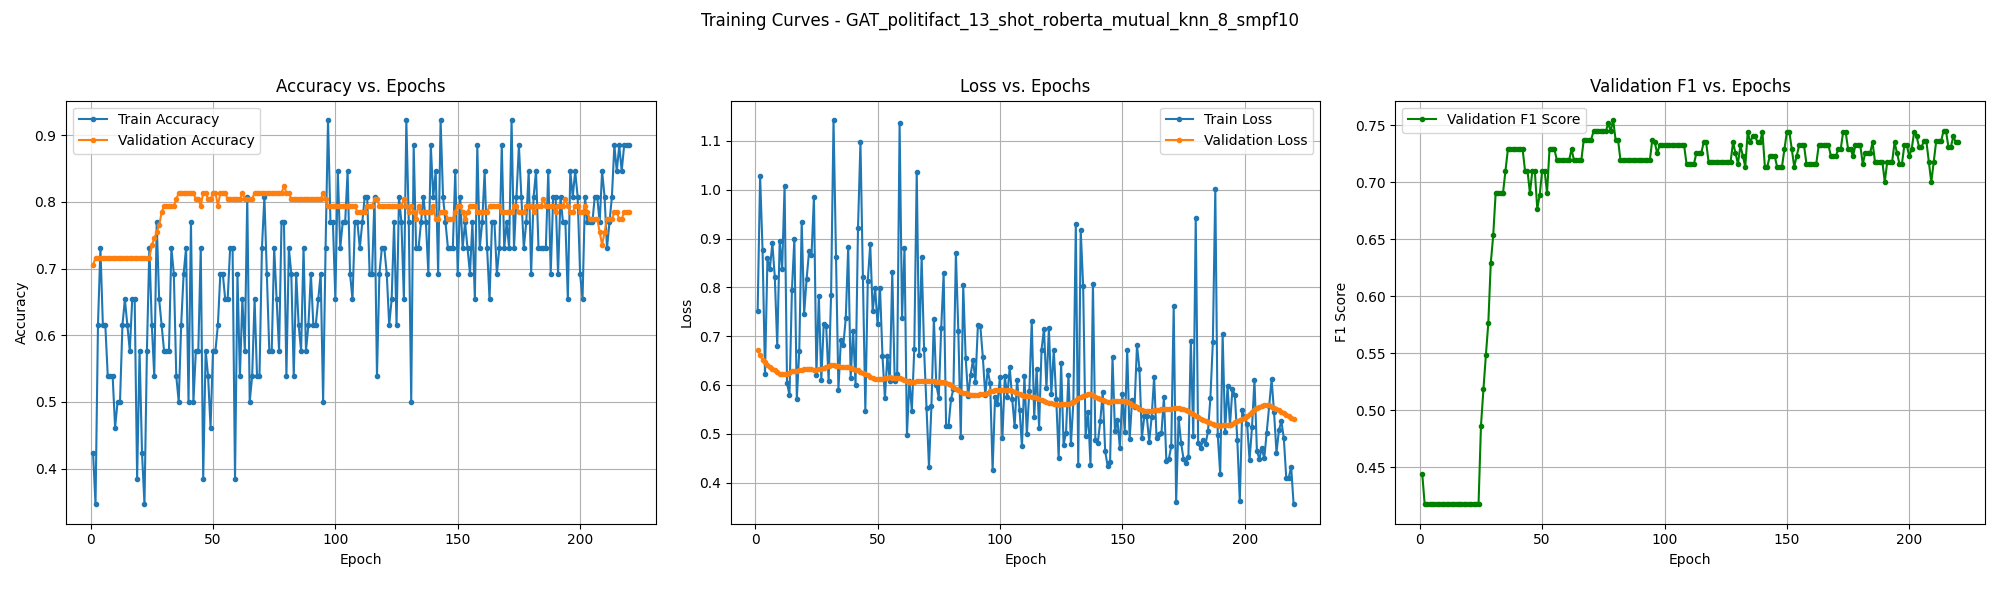 Training Curves - GAT_politifact_13_shot_roberta_mutual_knn_8_smpf10
Accuracy vs. Epochs
Train Accuracy
Validation Accuracy
Accuracy
0.9
0.8
0.7
0.6
0.5
0.4
0 50 100 150 200
Epoch
Loss vs. Epochs
Train Loss
Validation Loss
Loss
1.1
1.0
0.9
0.8
0.7
0.6
0.5
0.4
0 50 100 150 200
Epoch
Validation F1 vs. Epochs
Validation F1 Score
F1 Score
0.75
0.70
0.65
0.60
0.55
0.50
0.45
0 50 100 150 200
Epoch